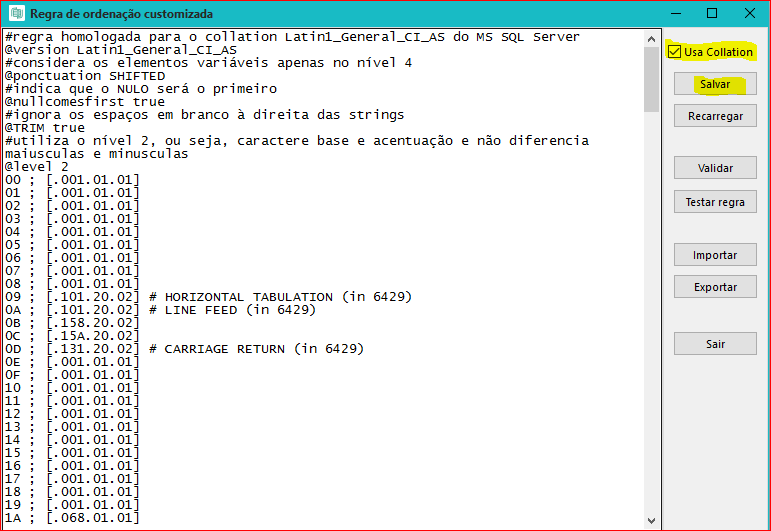 Regra de ordenação customizada
#regra homologada para o collation Latin1_General_CI_AS do MS SQL Server
@version Latin1_General_CI_AS
#considera os elementos variáveis apenas no nível 4
@ponctuation SHIFTED
#indica que o NULO será o primeiro
@nullcomesfirst true
#ignora os espaços em branco à direita das strings
@TRIM true
#utiliza o nível 2, ou seja, caractere base e acentuação e não diferencia
maiusculas e minusculas
@level 2
00 ; [.001.01.01]
01 ; [.001.01.01]
02 ; [.001.01.01]
03 ; [.001.01.01]
04 ; [.001.01.01]
05 ; [.001.01.01]
06 ; [.001.01.01]
07 ; [.001.01.01]
08 ; [.001.01.01]
09 ; [.101.20.02] # HORIZONTAL TABULATION (in 6429)
0A ; [.101.20.02] # LINE FEED (in 6429)
0B ; [.158.20.02]
0C ; [.15A.20.02]
0D ; [.131.20.02] # CARRIAGE RETURN (in 6429)
0E ; [.001.01.01]
0F ; [.001.01.01]
10 ; [.001.01.01]
11 ; [.001.01.01]
12 ; [.001.01.01]
13 ; [.001.01.01]
14 ; [.001.01.01]
15 ; [.001.01.01]
16 ; [.001.01.01]
17 ; [.001.01.01]
18 ; [.001.01.01]
19 ; [.001.01.01]
1A ; [.068.01.01]
Usa Collation
Salvar
Recarregar
Validar
Testar regra
Importar
Exportar
Sair